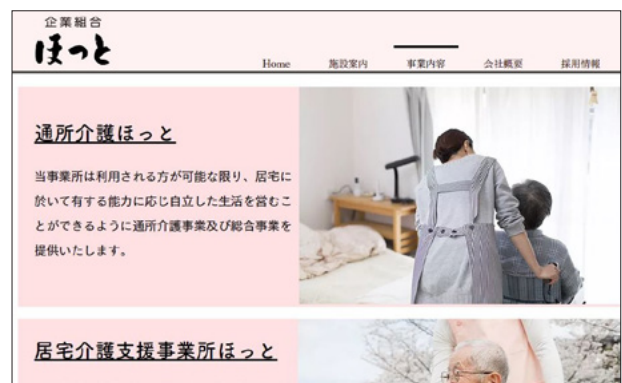 企業組合
ほっと
Home 施設案内 事業内容 会社概要 採用情報
通所介護ほっと
当事業所は利用される方が可能な限り、居宅に
於いて有する能力に応じ自立した生活を営むこ
とができるように通所介護事業及び総合事業を
提供いたします。
居宅介護支援事業所ほっと